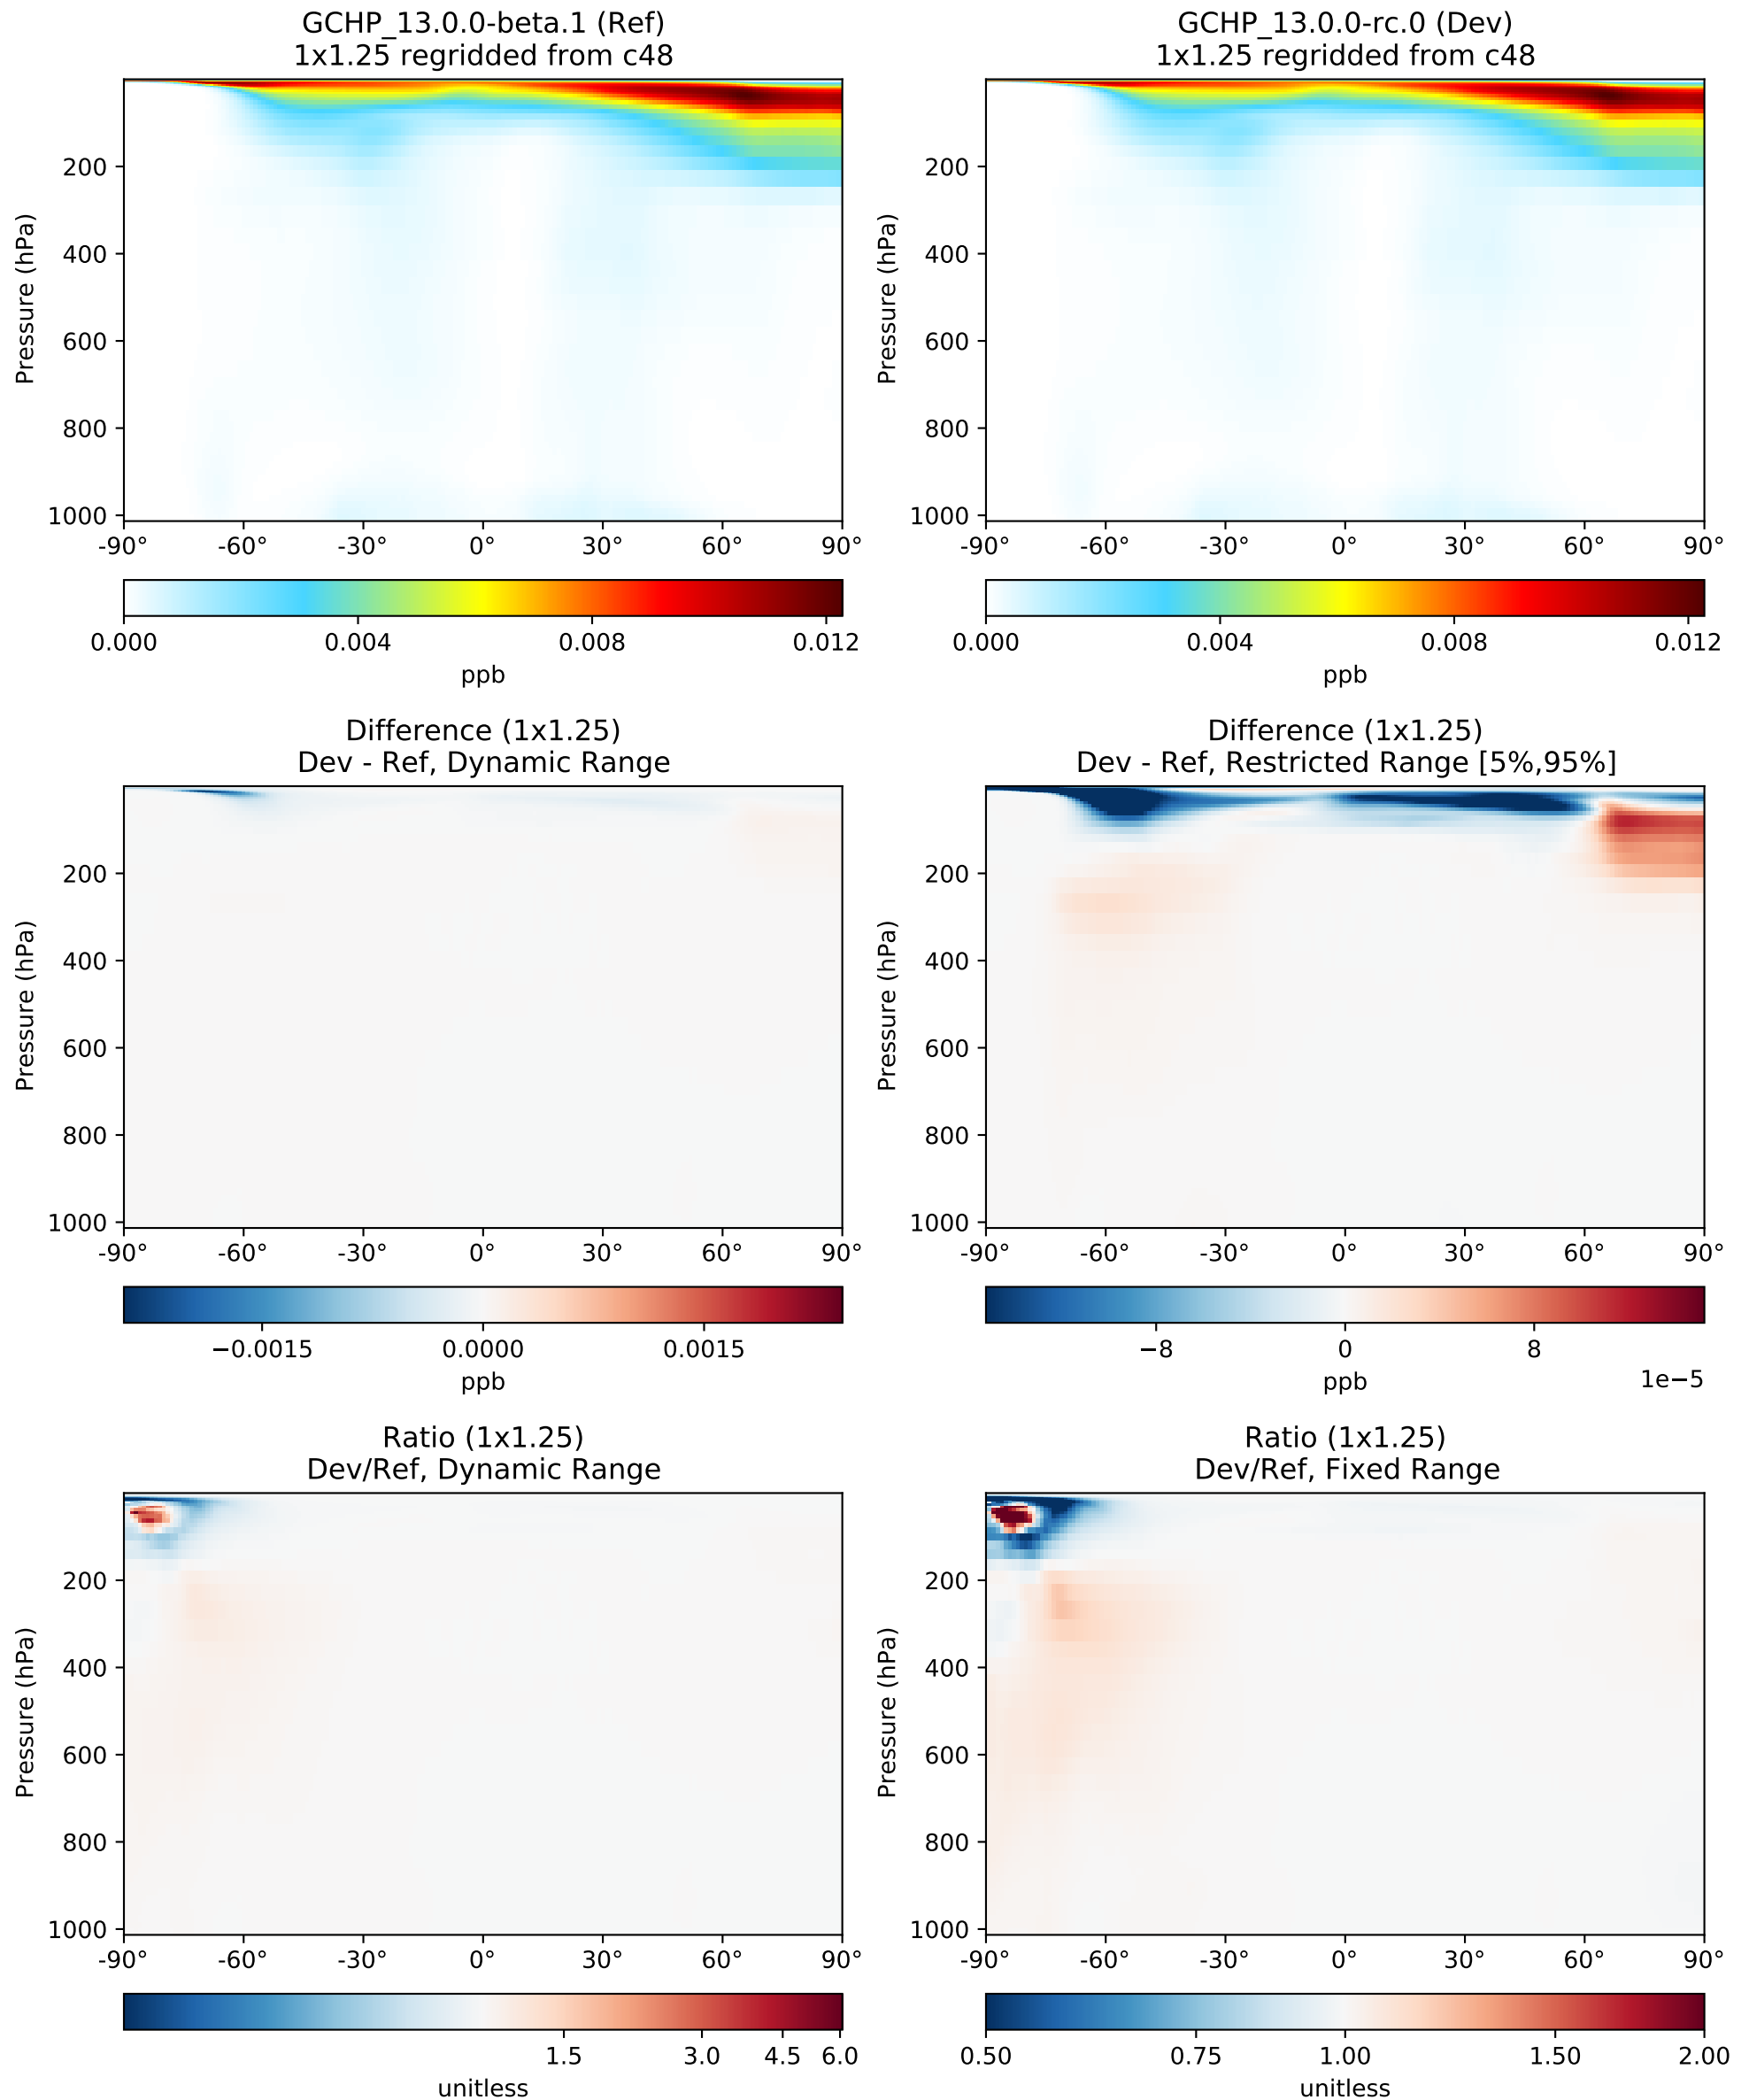 GCHP_13.0.0-beta.1 (Ref)
1x1.25 regridded from c48
Pressure (hPa)
200
400
600
800
1000
-90° -60° -30° 0° 30° 60° 90°
0.000 0.004 0.008 0.012
ppb
GCHP_13.0.0-rc.0 (Dev)
1x1.25 regridded from c48
Pressure (hPa)
200
400
600
800
1000
-90° -60° -30° 0° 30° 60° 90°
0.000 0.004 0.008 0.012
ppb
Difference (1x1.25)
Dev - Ref, Dynamic Range
Pressure (hPa)
200
400
600
800
1000
-90° -60° -30° 0° 30° 60° 90°
−0.0015 0.0000 0.0015
ppb
Difference (1x1.25)
Dev - Ref, Restricted Range [5%,95%]
Pressure (hPa)
200
400
600
800
1000
-90° -60° -30° 0° 30° 60° 90°
−8 0 8
1e−5
ppb
Ratio (1x1.25)
Dev/Ref, Dynamic Range
Pressure (hPa)
200
400
600
800
1000
-90° -60° -30° 0° 30° 60° 90°
1.5 3.0 4.5 6.0
unitless
Ratio (1x1.25)
Dev/Ref, Fixed Range
Pressure (hPa)
200
400
600
800
1000
-90° -60° -30° 0° 30° 60° 90°
0.50 0.75 1.00 1.50 2.00
unitless